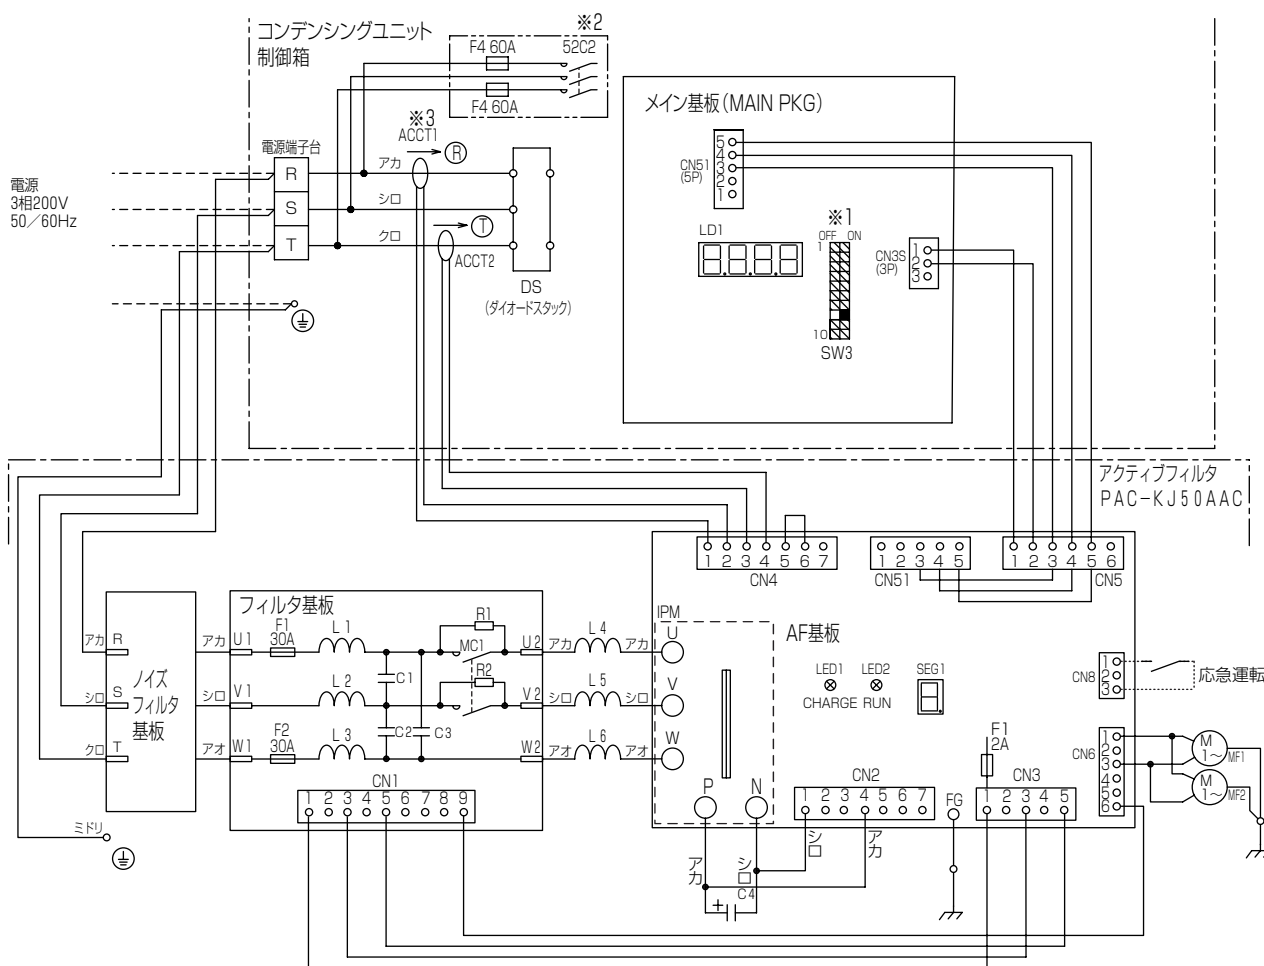 コンデンシングユニット
制御箱
※2
F4 60A
52C2
F4 60A
※3
ACCT1
R
電源端子台
アカ
R
シロ
S
T
クロ
T
ACCT2
電源
3相200V
50/60Hz
DS
(ダイオードスタック)
メイン基板(MAIN PKG)
CN51
(5P)
5
4
3
2
1
LD1
8.8.8.8
※1
OFF ON
1
10
SW3
CN3S
(3P)
1
2
3
アクティブフィルタ
PAC-KJ50AAC
1 2 3 4 5 6 7
CN4
1 2 3 4 5
CN51
1 2 3 4 5 6
CN5
アカ R
シロ S
クロ T
ノイズ
フィルタ
基板
ミドリ
フィルタ基板
アカ U1
F1
30A
L1
R1
MC1
U2 アカ
L4
アカ
シロ V1
L2
C1
R2
V2 シロ
L5
シロ
アオ W1
F2
30A
L3
C2
C3
W2 アオ
L6
アオ
CN1
1 2 3 4 5 6 7 8 9
IPM
U
V
W
P
N
AF基板
LED1 LED2
CHARGE RUN
SEG1
8.
CN8
1
2
3
応急運転
F1
2A
CN6
1
2
3
4
5
6
M
1~
MF1
M
1~
MF2
CN2
1 2 3 4 5 6 7
FG
CN3
1 2 3 4 5
シロ
アカ
アカ
シロ
+
C4